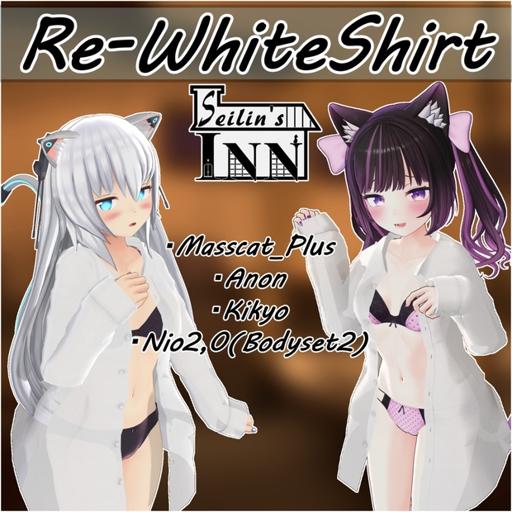 Re-WhiteShirt
Seilin's
INN
・Masscat_Plus
・Anon
・Kikyo
・Nio2,0(Bodyset2)